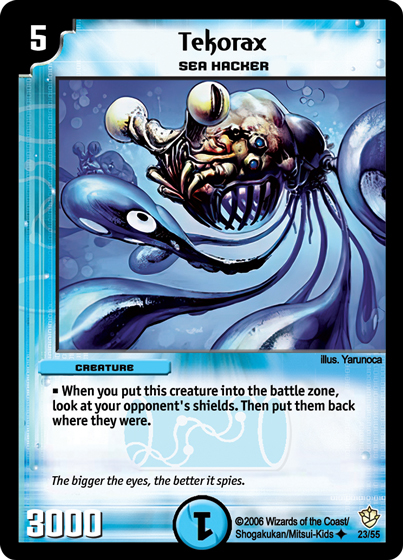 5
Tekorax
SEA HACKER
Illus. Yarunoca
CREATURE
■ When you put this creature into the battle zone,
look at your opponent's shields. Then put them back
where they were.
The bigger the eyes, the better it spies.
3000
1
©2006 Wizards of the Coast/
Shogakukan/Mitsui-Kids ✦ 23/55